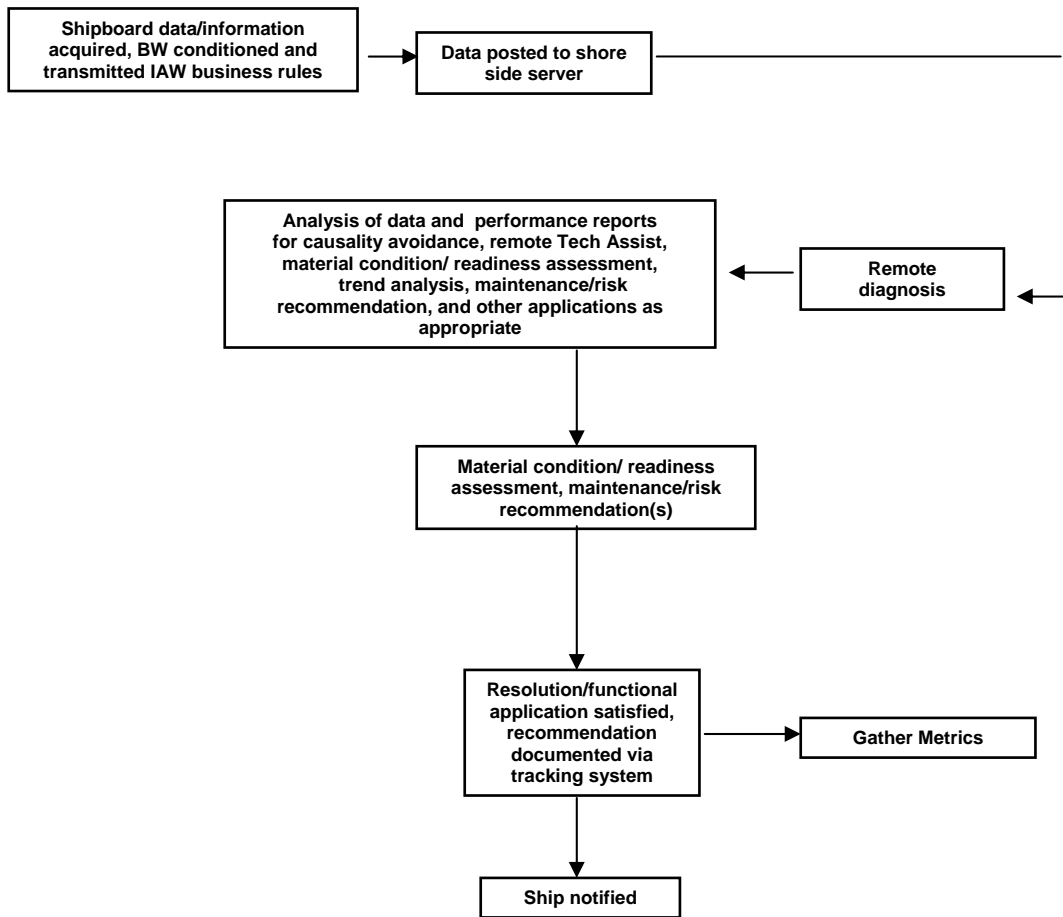 Shipboard data/information
acquired, BW conditioned and
transmitted IAW business rules
Data posted to shore
side server
Remote
diagnosis
Analysis of data and performance reports
for causality avoidance, remote Tech Assist,
material condition/ readiness assessment,
trend analysis, maintenance/risk
recommendation, and other applications as
appropriate
Material condition/ readiness
assessment, maintenance/risk
recommendation(s)
Resolution/functional
application satisfied,
recommendation
documented via
tracking system
Gather Metrics
Ship notified